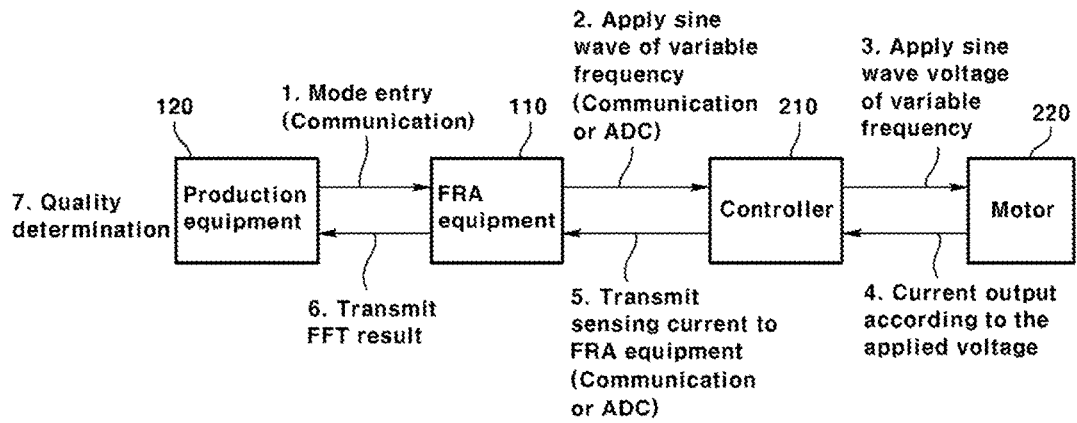 2. Apply sine
wave of variable
frequency
(Communication
or ADC)
3. Apply sine
wave voltage
of variable
frequency
1. Mode entry
(Communication)
120
110
210
220
7. Quality
determination
Production
equipment
FRA
equipment
Controller
Motor
6. Transmit
FFT result
5. Transmit
sensing current to
FRA equipment
(Communication
or ADC)
4. Current output
according to the
applied voltage